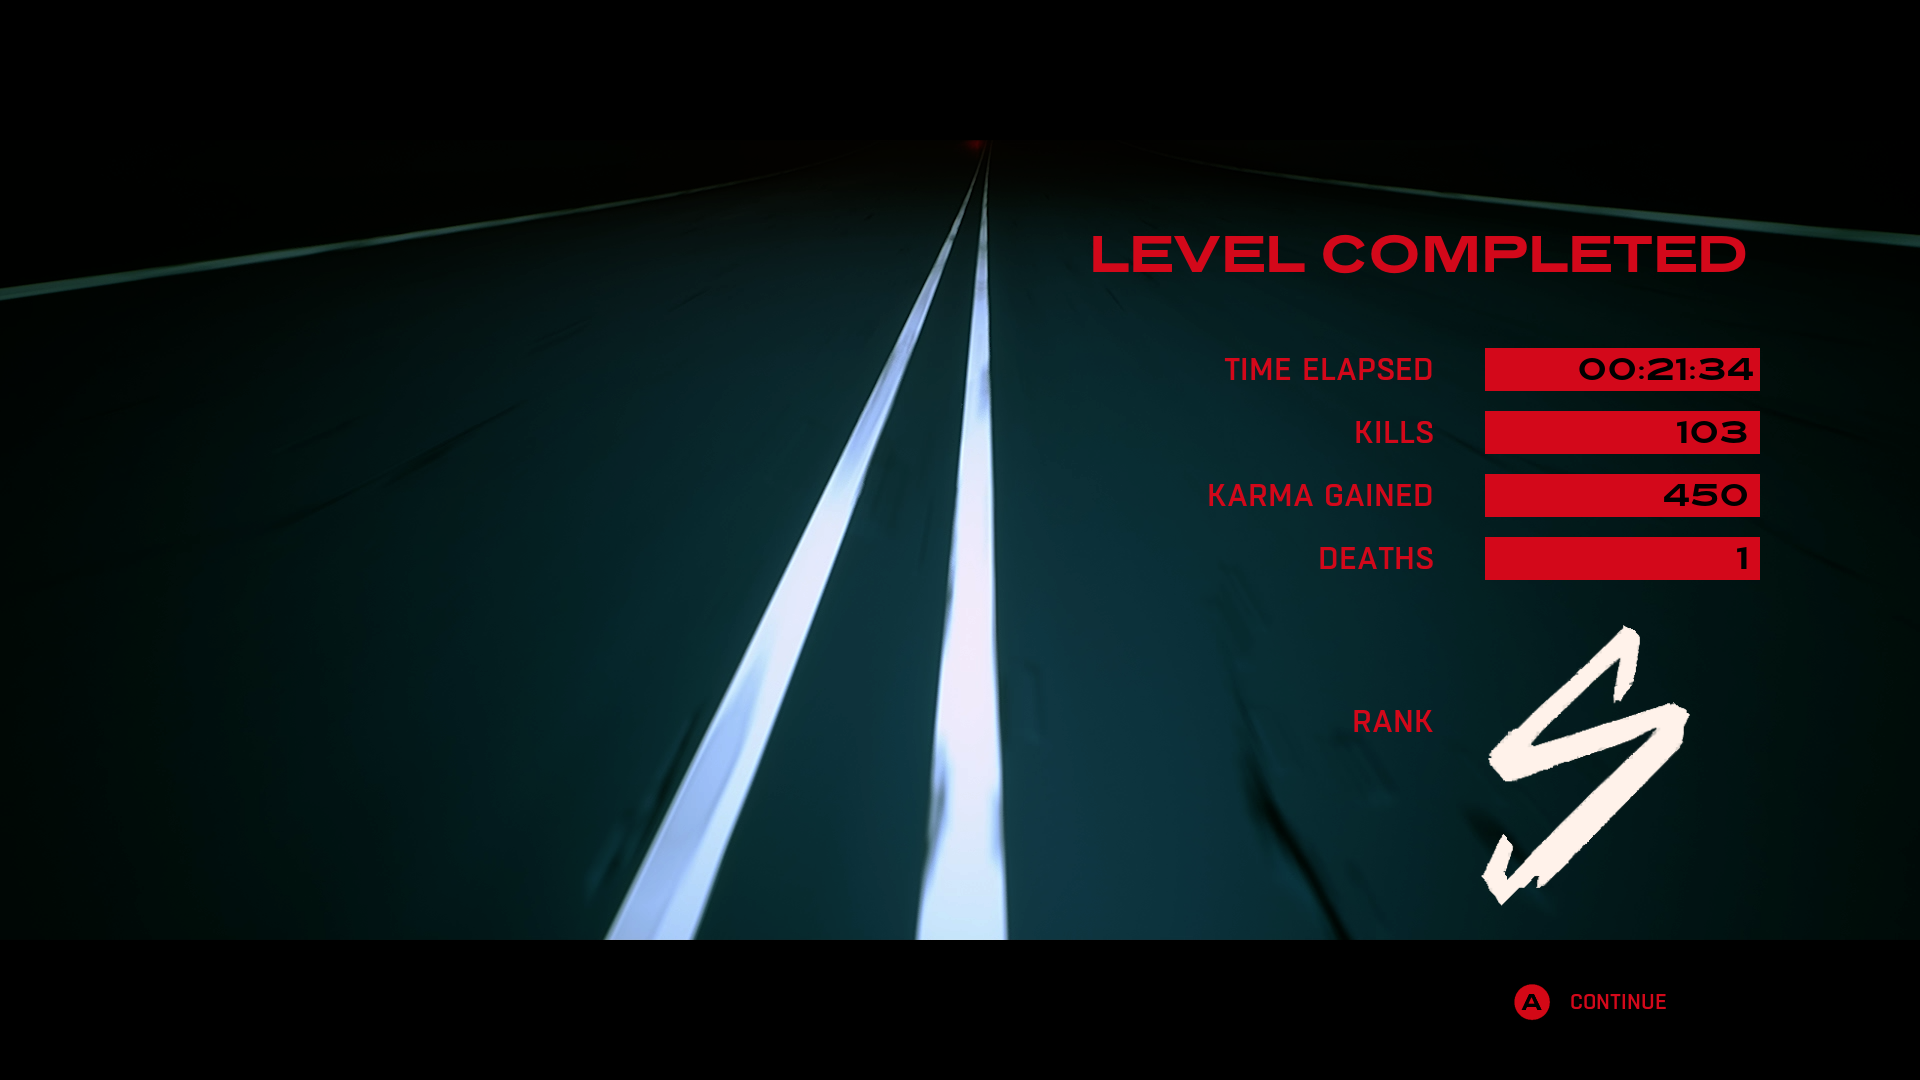 LEVEL COMPLETED
TIME ELAPSED 00:21:34
KILLS 103
KARMA GAINED 450
DEATHS 1
RANK S
A CONTINUE